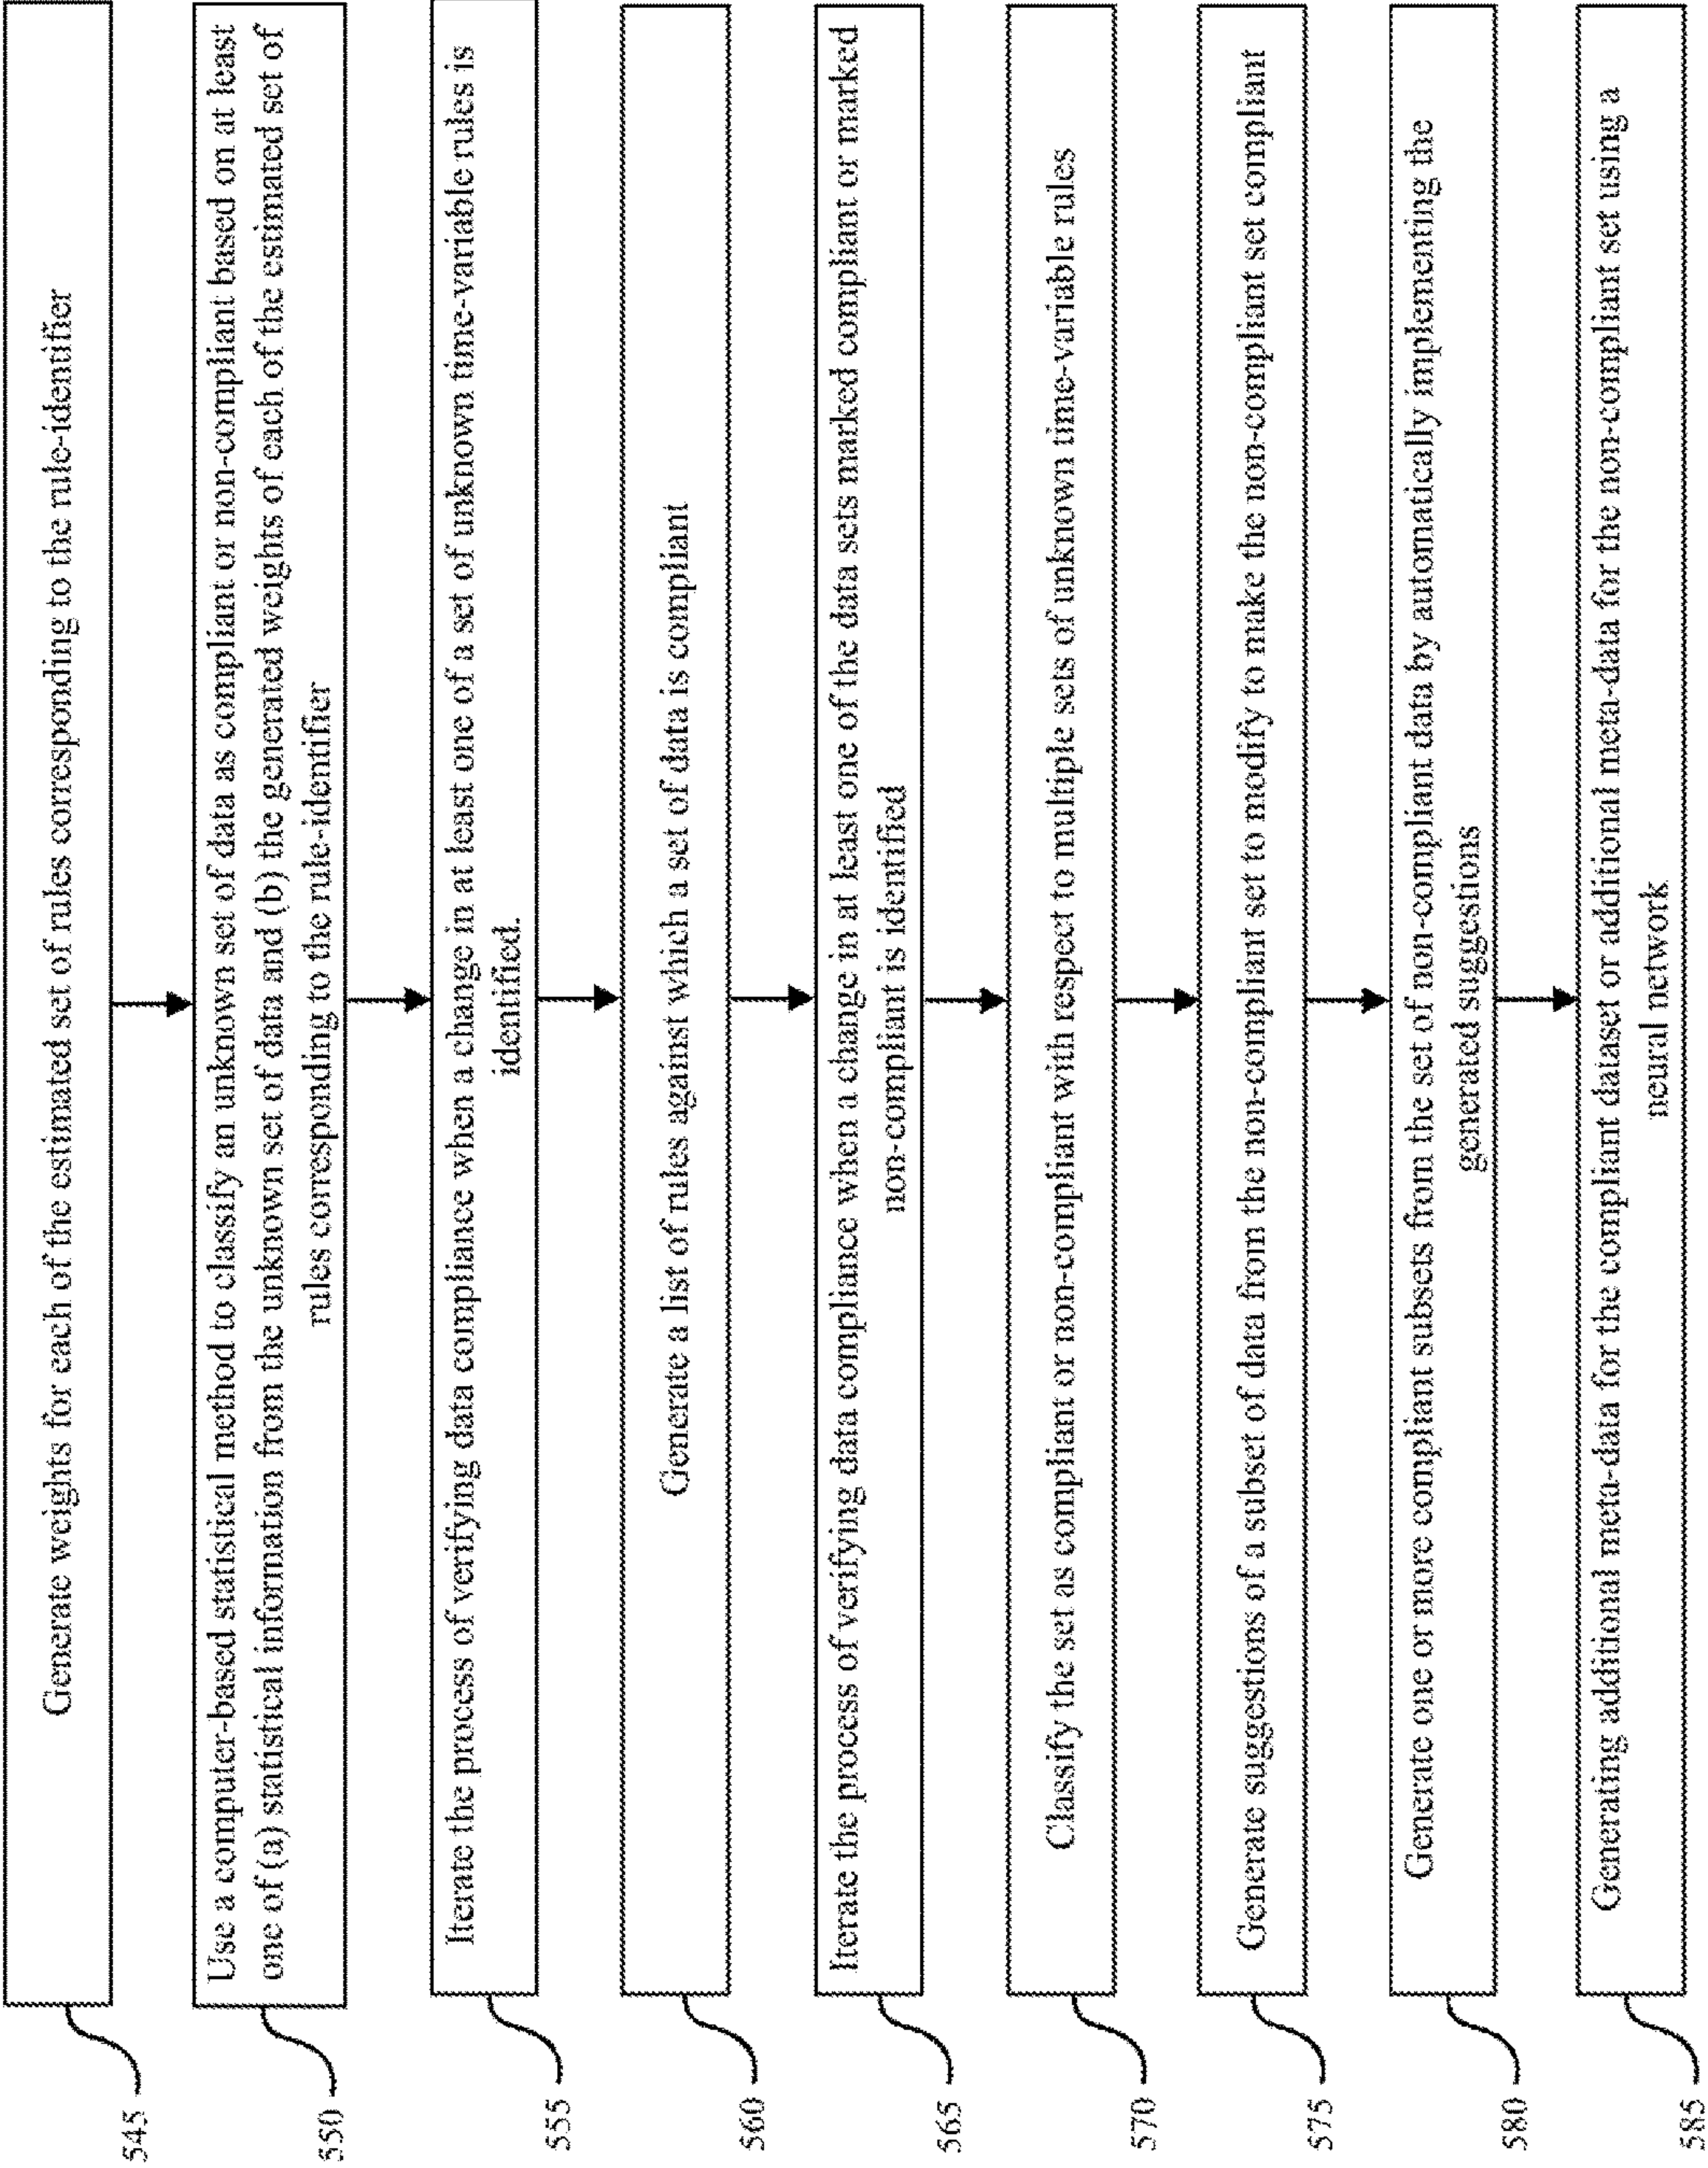 545
Generate weights for each of the estimated set of rules corresponding to the rule-identifier
550
Use a computer-based statistical method to classify an unknown set of data as compliant or non-compliant based on at least
one of (a) statistical information from the unknown set of data and (b) the generated weights of each of the estimated set of
rules corresponding to the rule-identifier
555
Iterate the process of verifying data compliance when a change in at least one of a set of unknown time-variable rules is
identified.
560
Generate a list of rules against which a set of data is compliant
565
Iterate the process of verifying data compliance when a change in at least one of the data sets marked compliant or marked
non-compliant is identified
570
Classify the set as compliant or non-compliant with respect to multiple sets of unknown time-variable rules
575
Generate suggestions of a subset of data from the non-compliant set to modify to make the non-compliant set compliant
580
Generate one or more compliant subsets from the set of non-compliant data by automatically implementing the
generated suggestions
585
Generating additional meta-data for the compliant dataset or additional meta-data for the non-compliant set using a
neural network